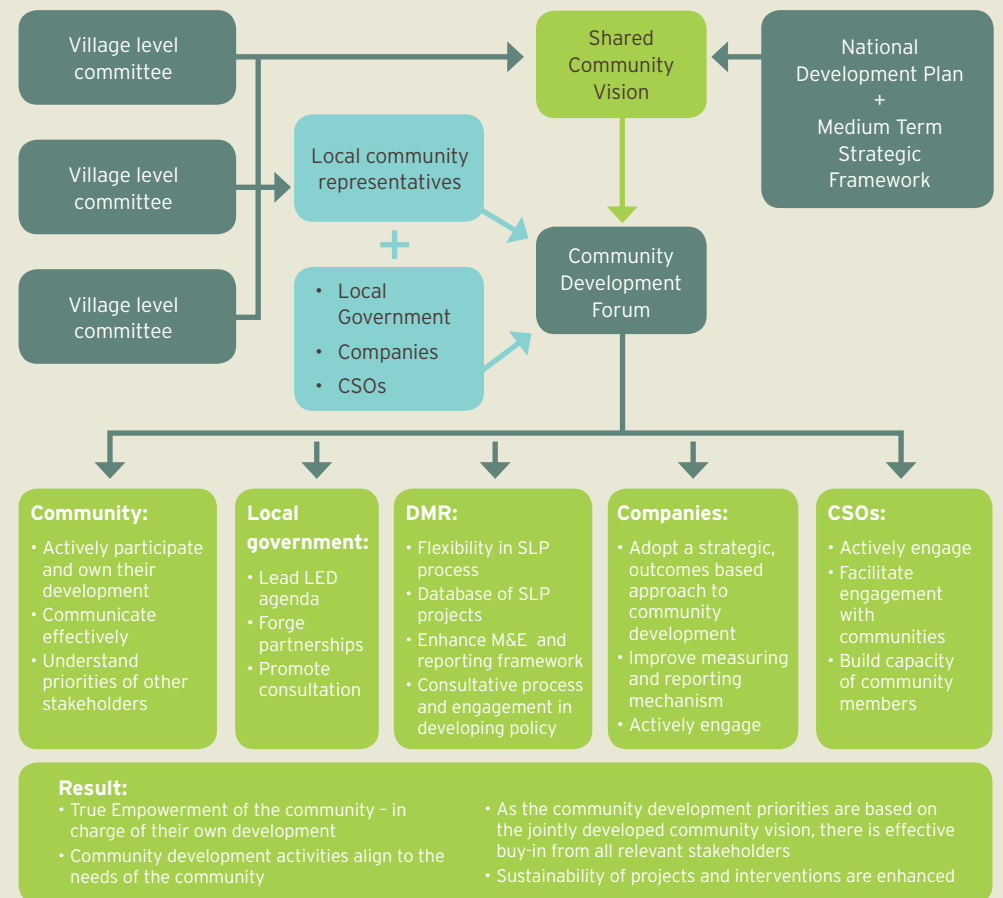 Village level
committee
Shared
Community
Vision
National
Development Plan
+
Medium Term
Strategic
Framework
Village level
committee
Local community
representatives
+
Village level
committee
• Local
Government
• Companies
• CSOs
Community
Development
Forum
Community:
• Actively participate
and own their
development
• Communicate
effectively
• Understand
priorities of other
stakeholders
Local
government:
• Lead LED
agenda
• Forge
partnerships
• Promote
consultation
DMR:
• Flexibility in SLP
process
• Database of SLP
projects
• Enhance M&E and
reporting framework
• Consultative process
and engagement in
developing policy
Companies:
• Adopt a strategic,
outcomes based
approach to
community
development
• Improve measuring
and reporting
mechanism
• Actively engage
CSOs:
• Actively engage
• Facilitate
engagement
with
communities
• Build capacity
of community
members
Result:
• True Empowerment of the community – in
charge of their own development
• Community development activities align to the
needs of the community
• As the community development priorities are based on
the jointly developed community vision, there is effective
buy-in from all relevant stakeholders
• Sustainability of projects and interventions are enhanced